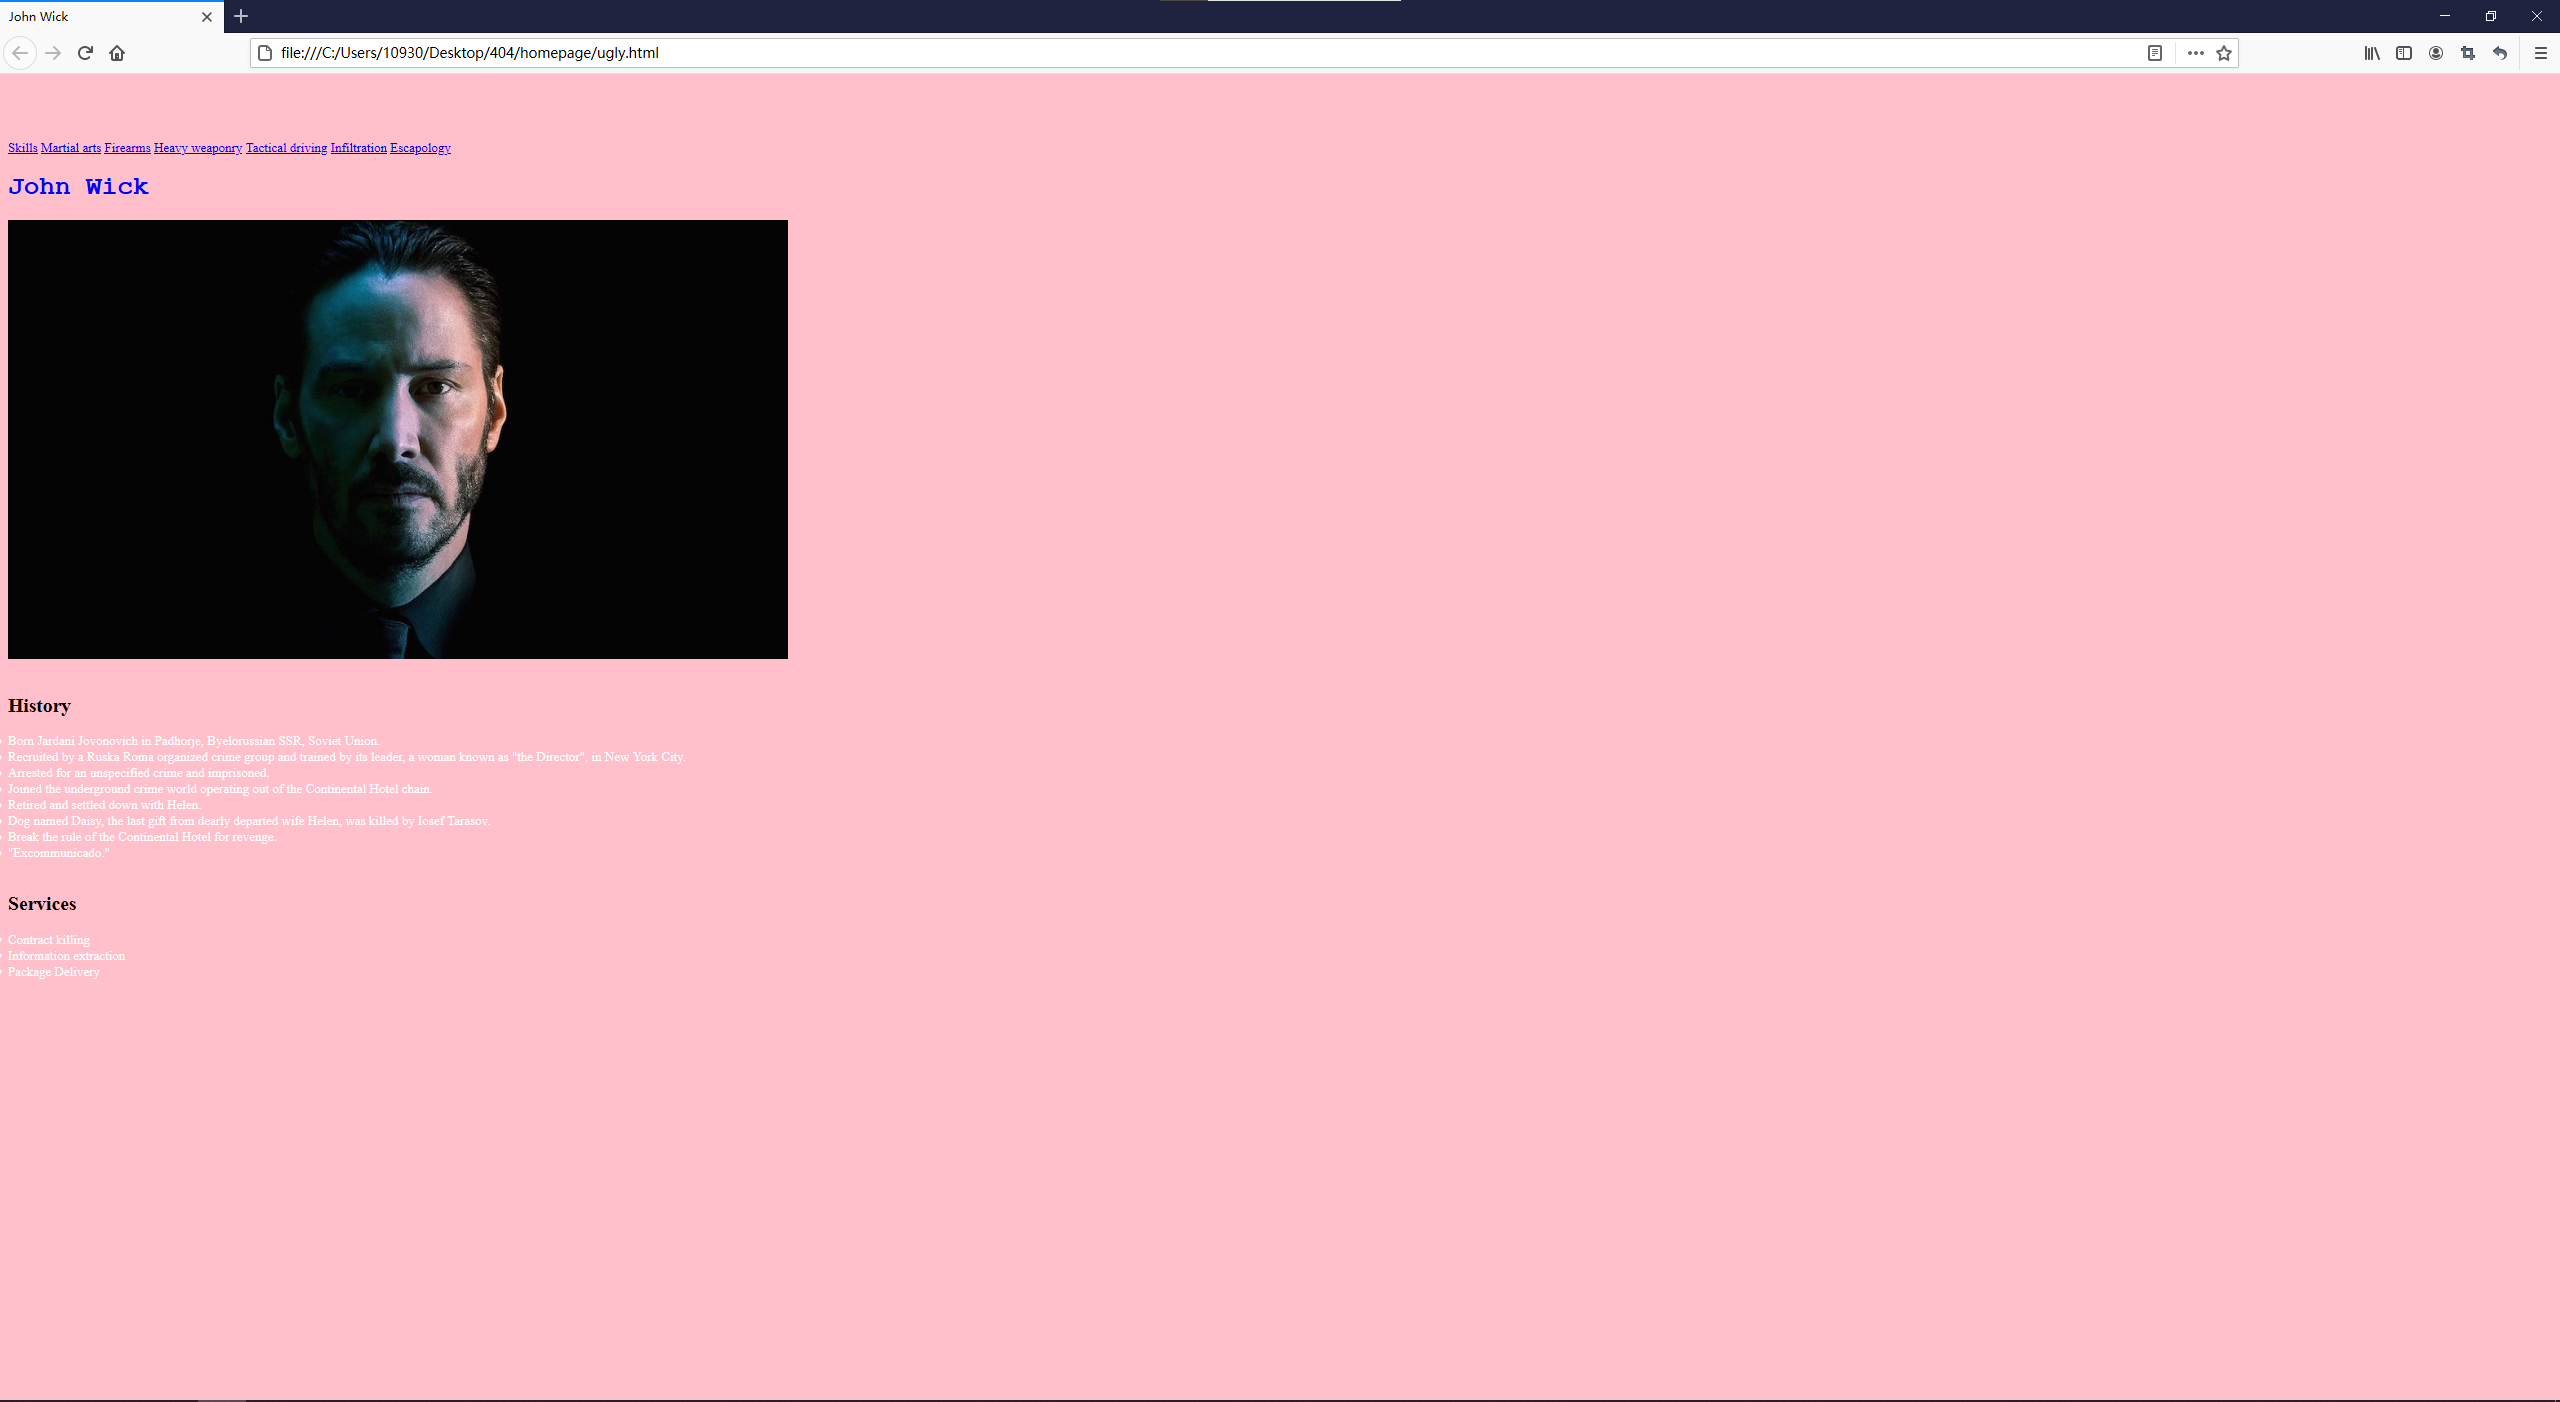 John Wick
file:///C:/Users/10930/Desktop/404/homepage/ugly.html
Skills Martial arts Firearms Heavy weaponry Tactical driving Infiltration Escapology
John Wick
History
Born Jardani Jovonovich in Padhorje, Byelorussian SSR, Soviet Union.
Recruited by a Ruska Roma organized crime group and trained by its leader, a woman known as "the Director", in New York City.
Arrested for an unspecified crime and imprisoned.
Joined the underground crime world operating out of the Continental Hotel chain.
Retired and settled down with Helen.
Dog named Daisy, the last gift from dearly departed wife Helen, was killed by Iosef Tarasov.
Break the rule of the Continental Hotel for revenge.
"Excommunicado."
Services
Contract killing
Information extraction
Package Delivery